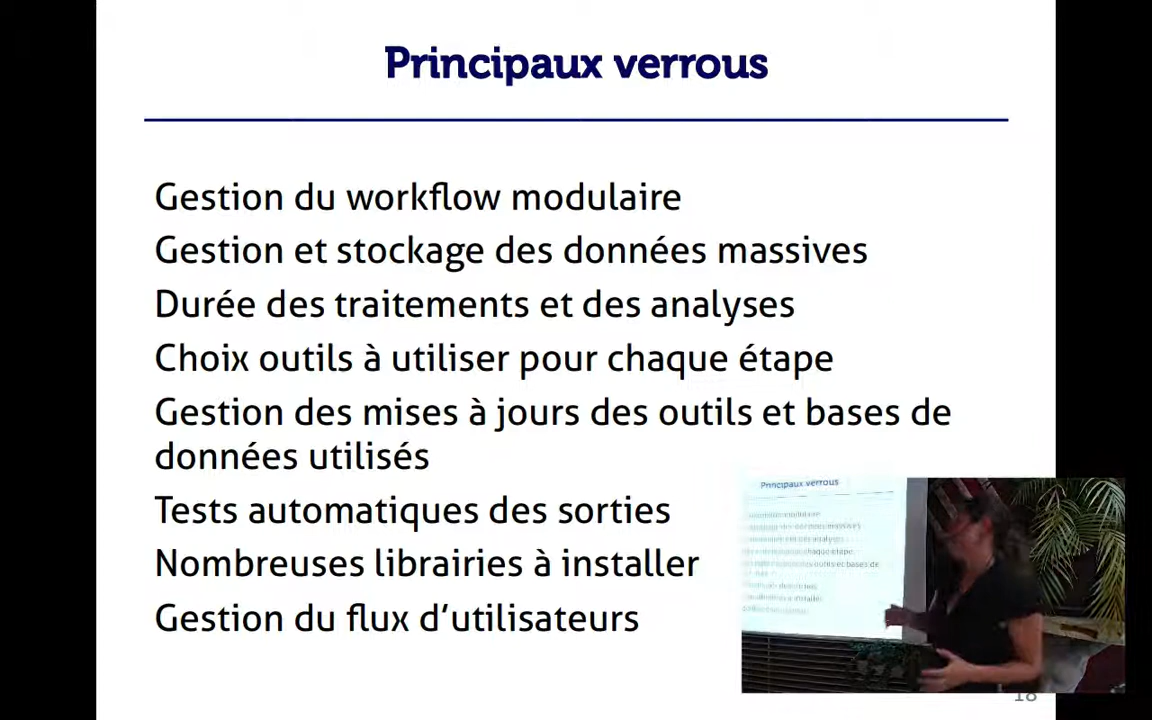 Principaux verrous
Gestion du workflow modulaire
Gestion et stockage des données massives
Durée des traitements et des analyses
Choix outils à utiliser pour chaque étape
Gestion des mises à jours des outils et bases de
données utilisés
Tests automatiques des sorties
Nombreuses librairies à installer
Gestion du flux d’utilisateurs
Principaux verrous
18